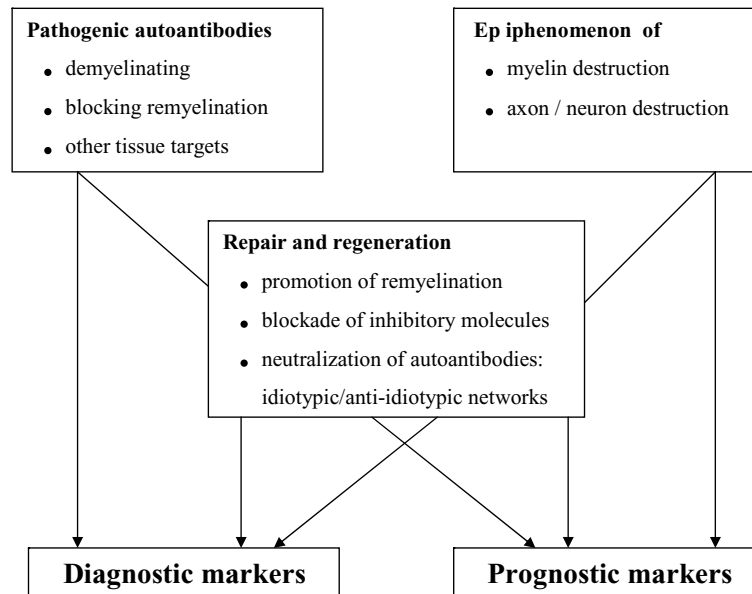 Pathogenic autoantibodies
• demyelinating
• blocking remyelination
• other tissue targets
Ep iphenomenon of
• myelin destruction
• axon / neuron destruction
Repair and regeneration
• promotion of remyelination
• blockade of inhibitory molecules
• neutralization of autoantibodies:
idiotypic/anti-idiotypic networks
Diagnostic markers
Prognostic markers